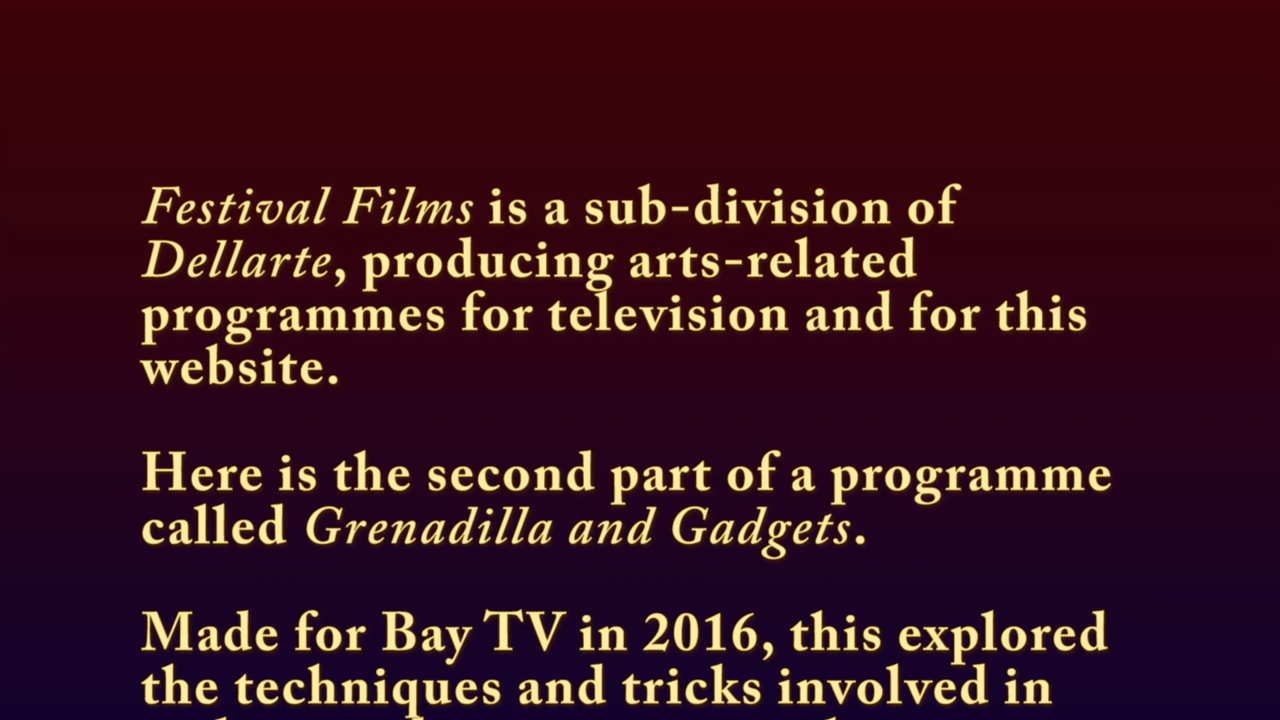 Festival Films is a sub-division of
Dellarte, producing arts-related
programmes for television and for this
website.
Here is the second part of a programme
called Grenadilla and Gadgets.
Made for Bay TV in 2016, this explored
the techniques and tricks involved in